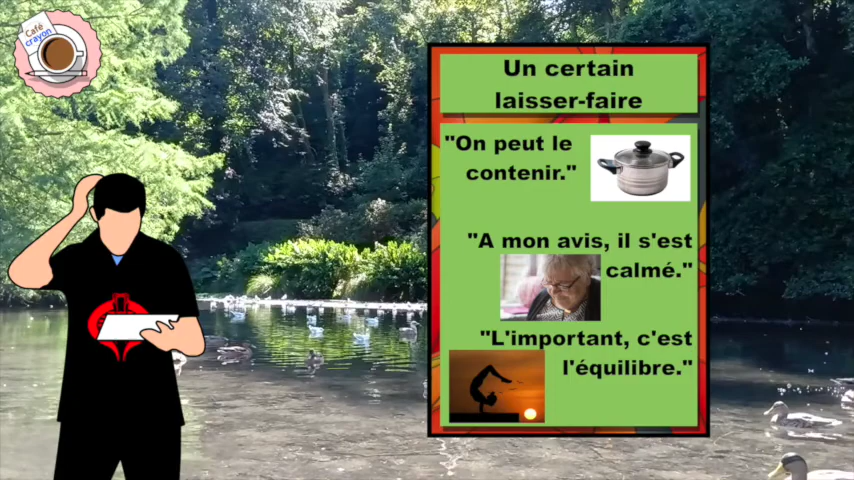 Café
crayon
Un certain
laisser-faire
"On peut le
contenir."
"A mon avis, il s'est
calmé."
"L'important, c'est
l'équilibre."